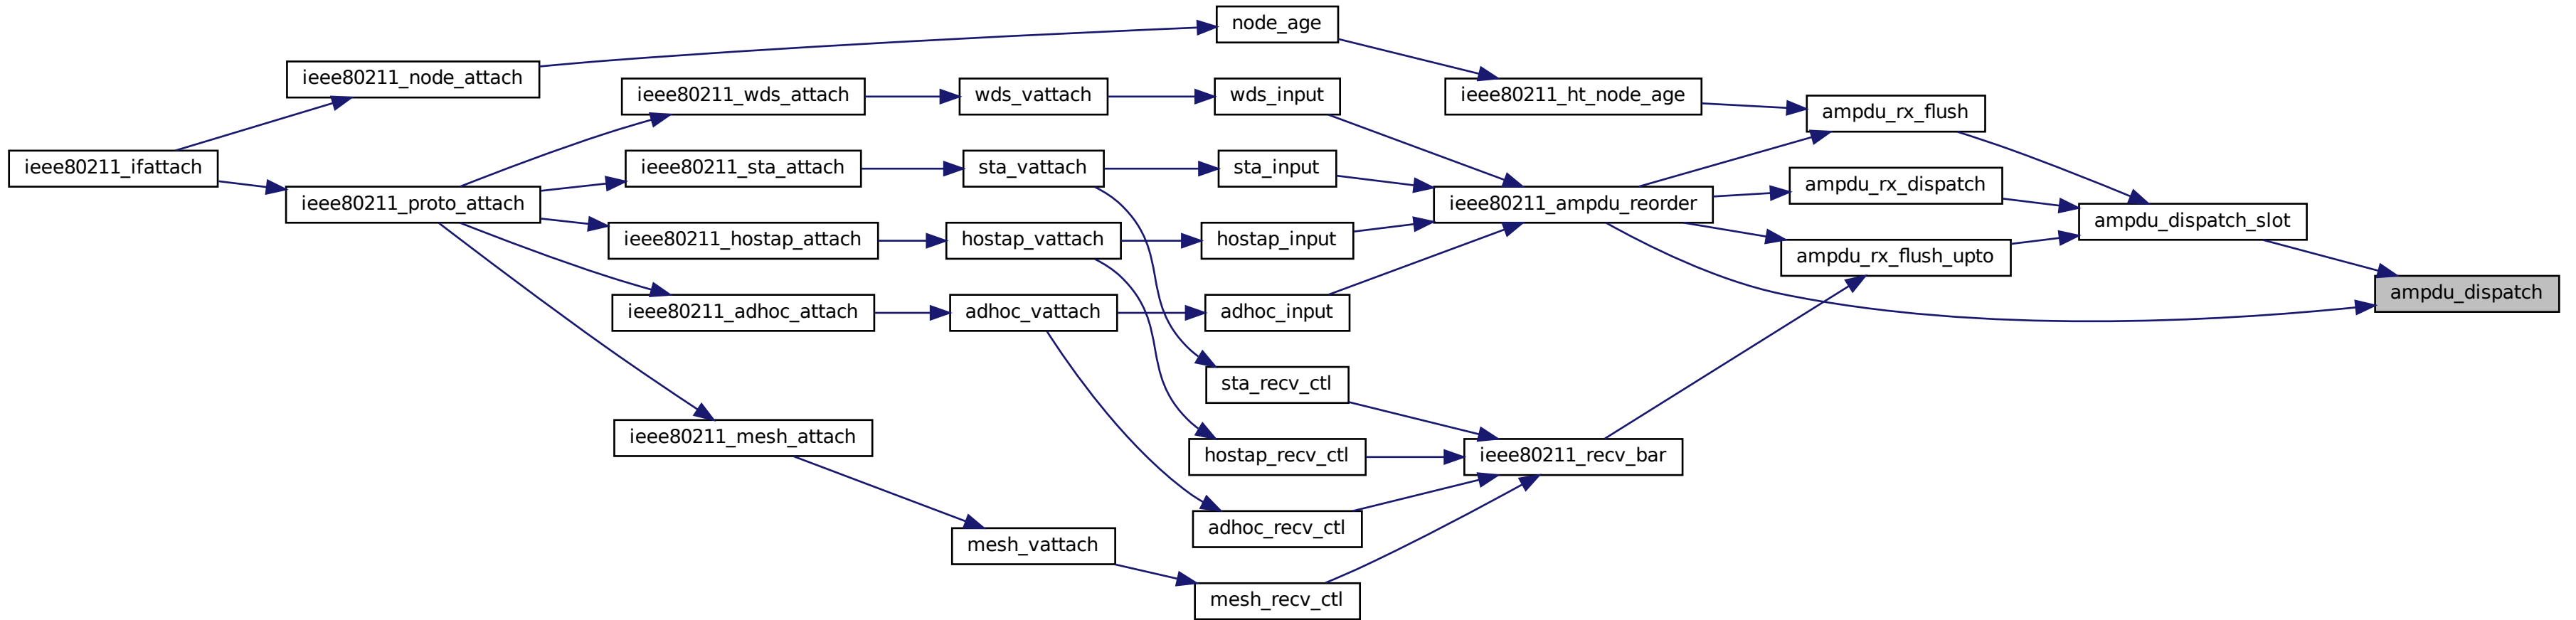 node_age
ieee80211_node_attach
ieee80211_wds_attach
wds_vattach
wds_input
ieee80211_ht_node_age
ampdu_rx_flush
ieee80211_ifattach
ieee80211_sta_attach
sta_vattach
sta_input
ampdu_rx_dispatch
ieee80211_proto_attach
ieee80211_ampdu_reorder
ampdu_dispatch_slot
ieee80211_hostap_attach
hostap_vattach
hostap_input
ampdu_rx_flush_upto
ampdu_dispatch
ieee80211_adhoc_attach
adhoc_vattach
adhoc_input
sta_recv_ctl
ieee80211_mesh_attach
hostap_recv_ctl
ieee80211_recv_bar
adhoc_recv_ctl
mesh_vattach
mesh_recv_ctl